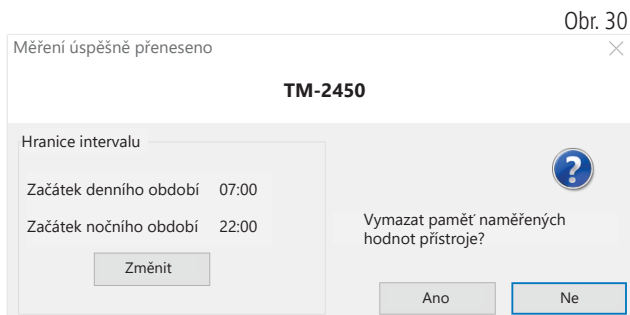 Obr. 30
Měření úspěšně přeneseno
TM-2450
Hranice intervalu
Začátek denního období 07:00
Začátek nočního období 22:00
Změnit
Vymazat paměť naměřených
hodnot přístroje?
Ano
Ne